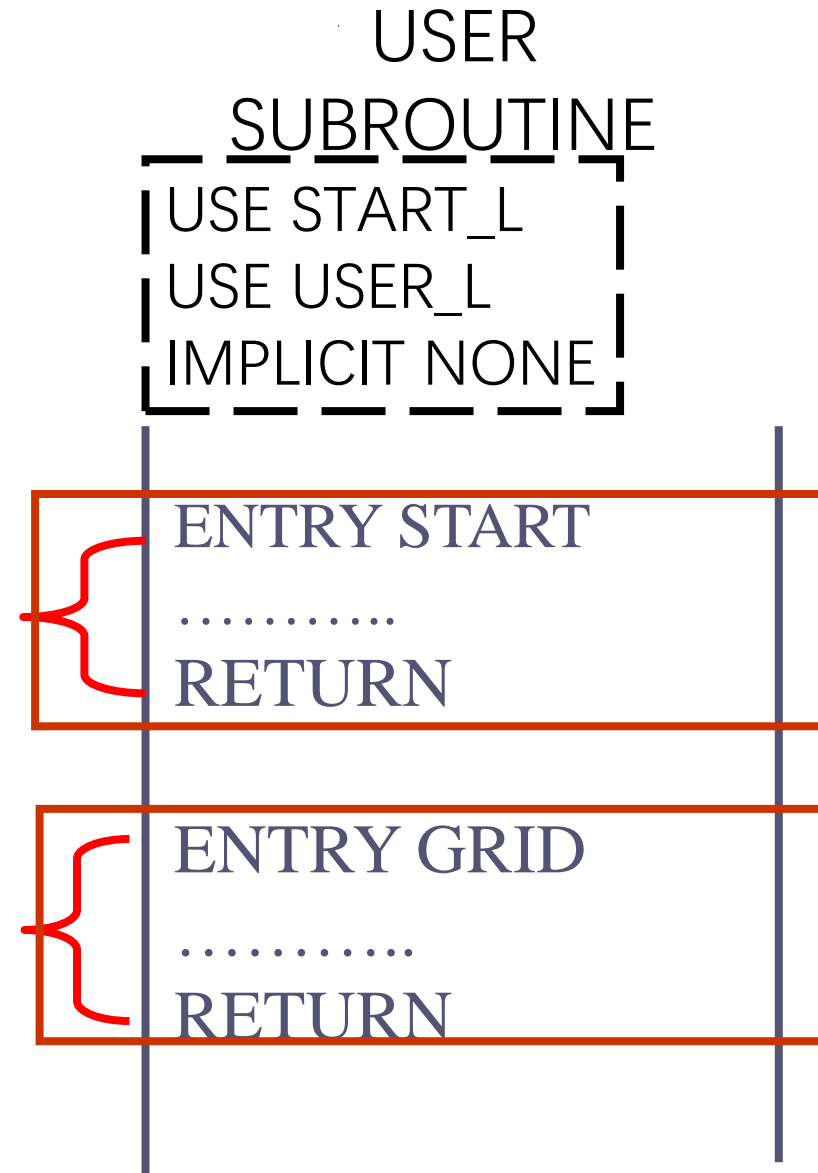 USER
SUBROUTINE
USE START_L
USE USER_L
IMPLICIT NONE
ENTRY START
………..
RETURN
ENTRY GRID
………..
RETURN